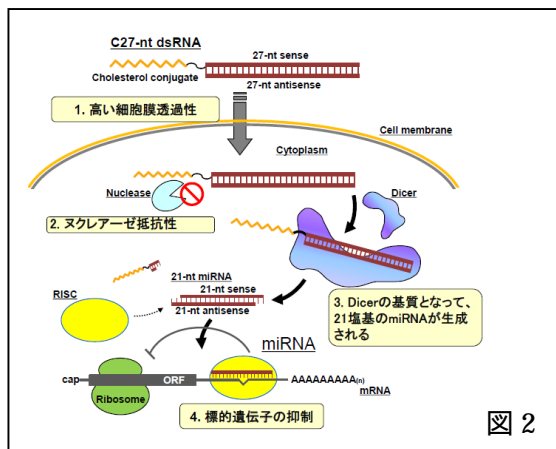 C27-nt dsRNA
27-nt sense
Cholesterol conjugate
27-nt antisense
1. 高い細胞膜透過性
Cell membrane
Cytoplasm
Nuclease
Dicer
2. ヌクレアーゼ抵抗性
21-nt miRNA
21-nt sense
RISC
21-nt antisense
3. Dicerの基質となって、
21塩基のmiRNAが生成
される
miRNA
cap
ORF
AAAAAAAAA(n)
mRNA
Ribosome
4. 標的遺伝子の抑制
図 2